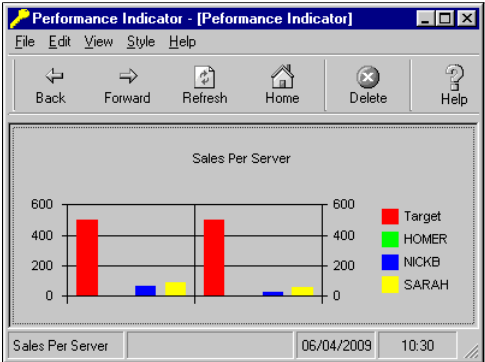 Performance Indicator - [Peformance Indicator]
File Edit View Style Help
Back Forward Refresh Home Delete Help
Sales Per Server
600 600
400 400
200 200
0 0
Target
HOMER
NICKB
SARAH
Sales Per Server 06/04/2009 10:30